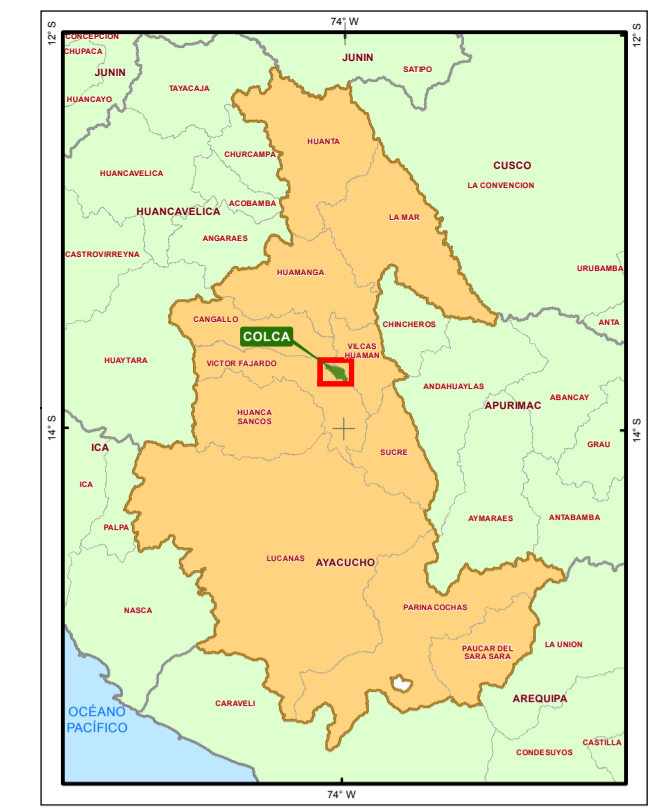 74° W
12° S
12° S
CONCEPCION
CHUPACA
JUNIN
JUNIN
SATIPO
TAYACAJA
HUANCAYO
HUANTA
CHURCAMPA
CUSCO
HUANCAVELICA
LA CONVENCION
ACOBAMBA
HUANCAVELICA
LA MAR
ANGARAES
CASTROVIRREYNA
URUBAMBA
HUAMANGA
CANGALLO
CHINCHEROS
ANTA
COLCA
VILCAS
HUAMAN
HUAYTARA
VICTOR FAJARDO
ANDAHUAYLAS
ABANCAY
APURIMAC
HUANCA
SANCOS
14° S
14° S
GRAU
ICA
SUCRE
ICA
AYMARAES
ANTABAMBA
PALPA
LUCANAS
AYACUCHO
NASCA
PARINACOCHAS
LA UNION
PAUCAR DEL
SARA SARA
CARAVELI
AREQUIPA
OCÉANO
PACÍFICO
CASTILLA
CONDESUYOS
74° W